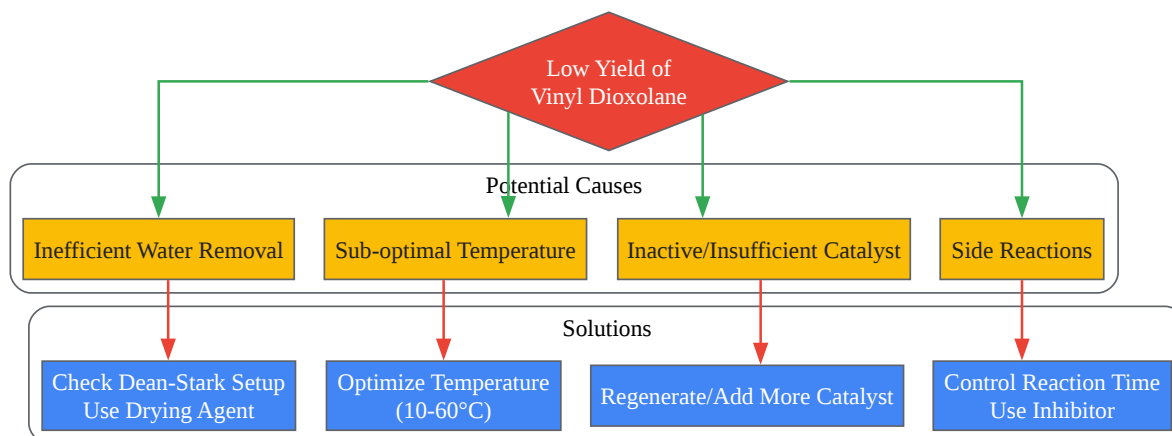 Low Yield of
Vinyl Dioxolane
Potential Causes
Inefficient Water Removal
Sub-optimal Temperature
Inactive/Insufficient Catalyst
Side Reactions
Solutions
Check Dean-Stark Setup
Use Drying Agent
Optimize Temperature
(10-60°C)
Regenerate/Add More Catalyst
Control Reaction Time
Use Inhibitor